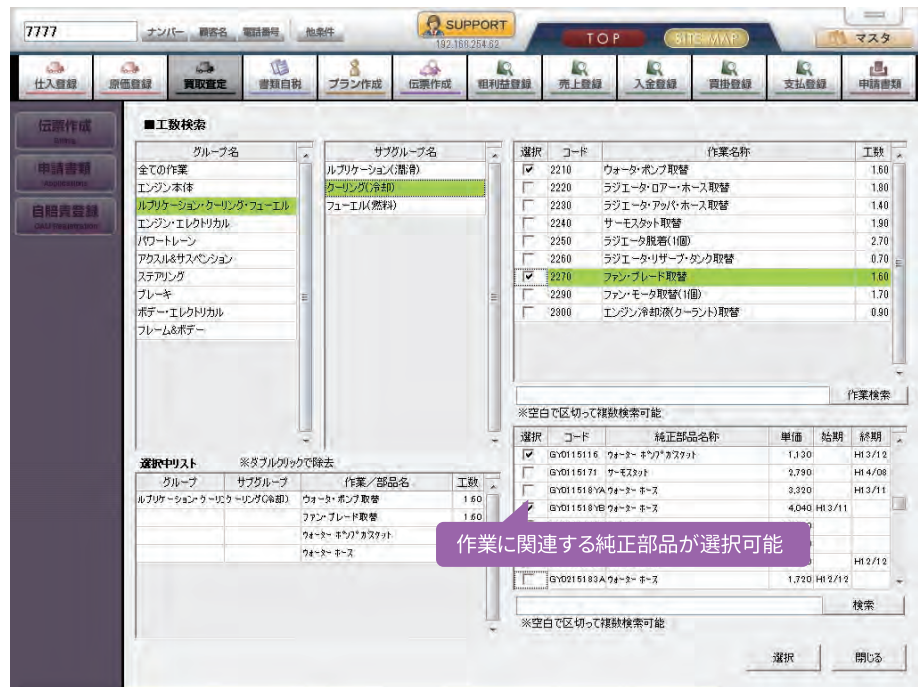 7777 ナンバー 顧客名 電話番号 他条件 SUPPORT TOP SITE MAP マスタ
192.168.254.62
仕入登録 原価登録 買取査定 書類自税 プラン作成 伝票作成 粗利益登録 売上登録 入金登録 買掛登録 支払登録 申請書類
伝票作成
申請書類
自賠責登録
■工数検索
グループ名
全ての作業
エンジン本体
ルブリケーション・クーリング・フューエル
エンジン・エレクトリカル
パワートレーン
アクスル&サスペンション
ステアリング
ブレーキ
ボデー・エレクトリカル
フレーム&ボデー
サブグループ名
ルブリケーション(潤滑)
クーリング(冷却)
フューエル(燃料)
選択 コード 作業名称 工数
2210 ウォータ・ポンプ取替 1.60
2220 ラジエータ・ロアー・ホース取替 1.80
2230 ラジエータ・アッパ・ホース取替 1.40
2240 サーモスタット取替 1.90
2250 ラジエータ脱着(1個) 2.70
2260 ラジエータ・リザーブ・タンク取替 0.70
2270 ファン・ブレード取替 1.60
2290 ファン・モータ取替(1個) 1.70
2300 エンジン冷却液(クーラント)取替 0.90
作業検索
※空白で区切って複数検索可能
選択 コード 純正部品名称 単価 始期 終期
GY0115116 ウォーターポンプガスケット 1,130 H13/12
GY0115171 サーモスタット 2,790 H14/08
GY011518YA ウォーターホース 3,320 H13/11
GY011518YB ウォーターホース 4,040 H13/11
H12/12
GY0215183A ウォーターホース 1,720 H12/12
検索
※空白で区切って複数検索可能
作業に関連する純正部品が選択可能
選択中リスト ※ダブルクリックで除去
グループ サブグループ 作業/部品名 工数
ルブリケーション・クーリン クーリング(冷却) ウォータ・ポンプ取替 1.60
ファン・ブレード取替 1.60
ウォーターポンプガスケット
ウォーターホース
選択 閉じる